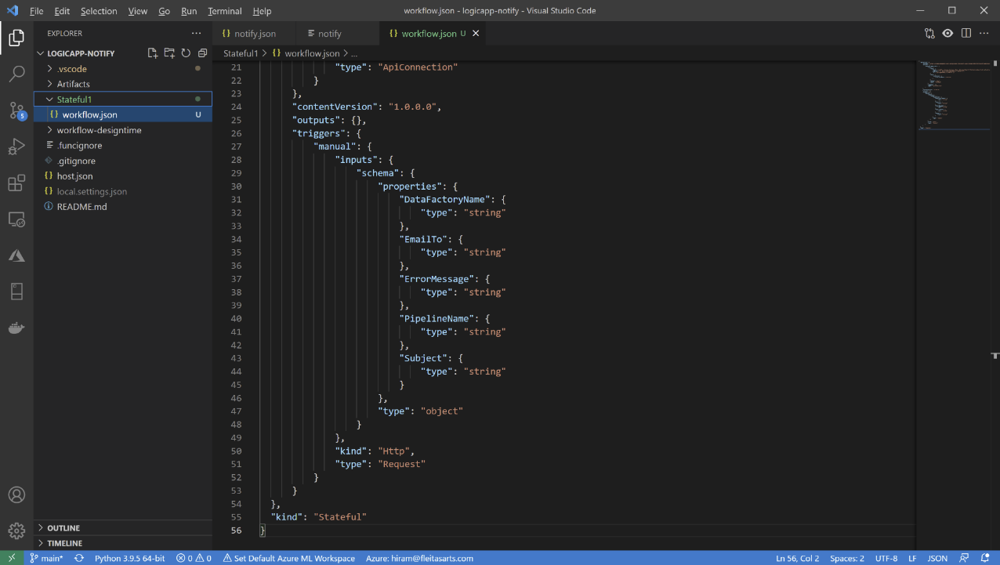 File Edit Selection View Go Run Terminal Help
workflow.json - logicapp-notify - Visual Studio Code
EXPLORER
LOGICAPP-NOTIFY
.vscode
Artifacts
Stateful1
{} workflow.json U
workflow-designtime
.funcignore
.gitignore
{} host.json
{} local.settings.json
README.md
OUTLINE
TIMELINE
5
{} notify.json
notify
{} workflow.json U
Stateful1 > {} workflow.json > ...
21 "type": "ApiConnection"
22 }
23 },
24 "contentVersion": "1.0.0.0",
25 "outputs": {},
26 "triggers": {
27 "manual": {
28 "inputs": {
29 "schema": {
30 "properties": {
31 "DataFactoryName": {
32 "type": "string"
33 },
34 "EmailTo": {
35 "type": "string"
36 },
37 "ErrorMessage": {
38 "type": "string"
39 },
40 "PipelineName": {
41 "type": "string"
42 },
43 "Subject": {
44 "type": "string"
45 }
46 },
47 "type": "object"
48 }
49 },
50 "kind": "Http",
51 "type": "Request"
52 }
53 }
54 },
55 "kind": "Stateful"
56 }
main* Python 3.9.5 64-bit 0 0 Set Default Azure ML Workspace Azure: hiram@fleitasarts.com Ln 56, Col 2 Spaces: 2 UTF-8 LF JSON